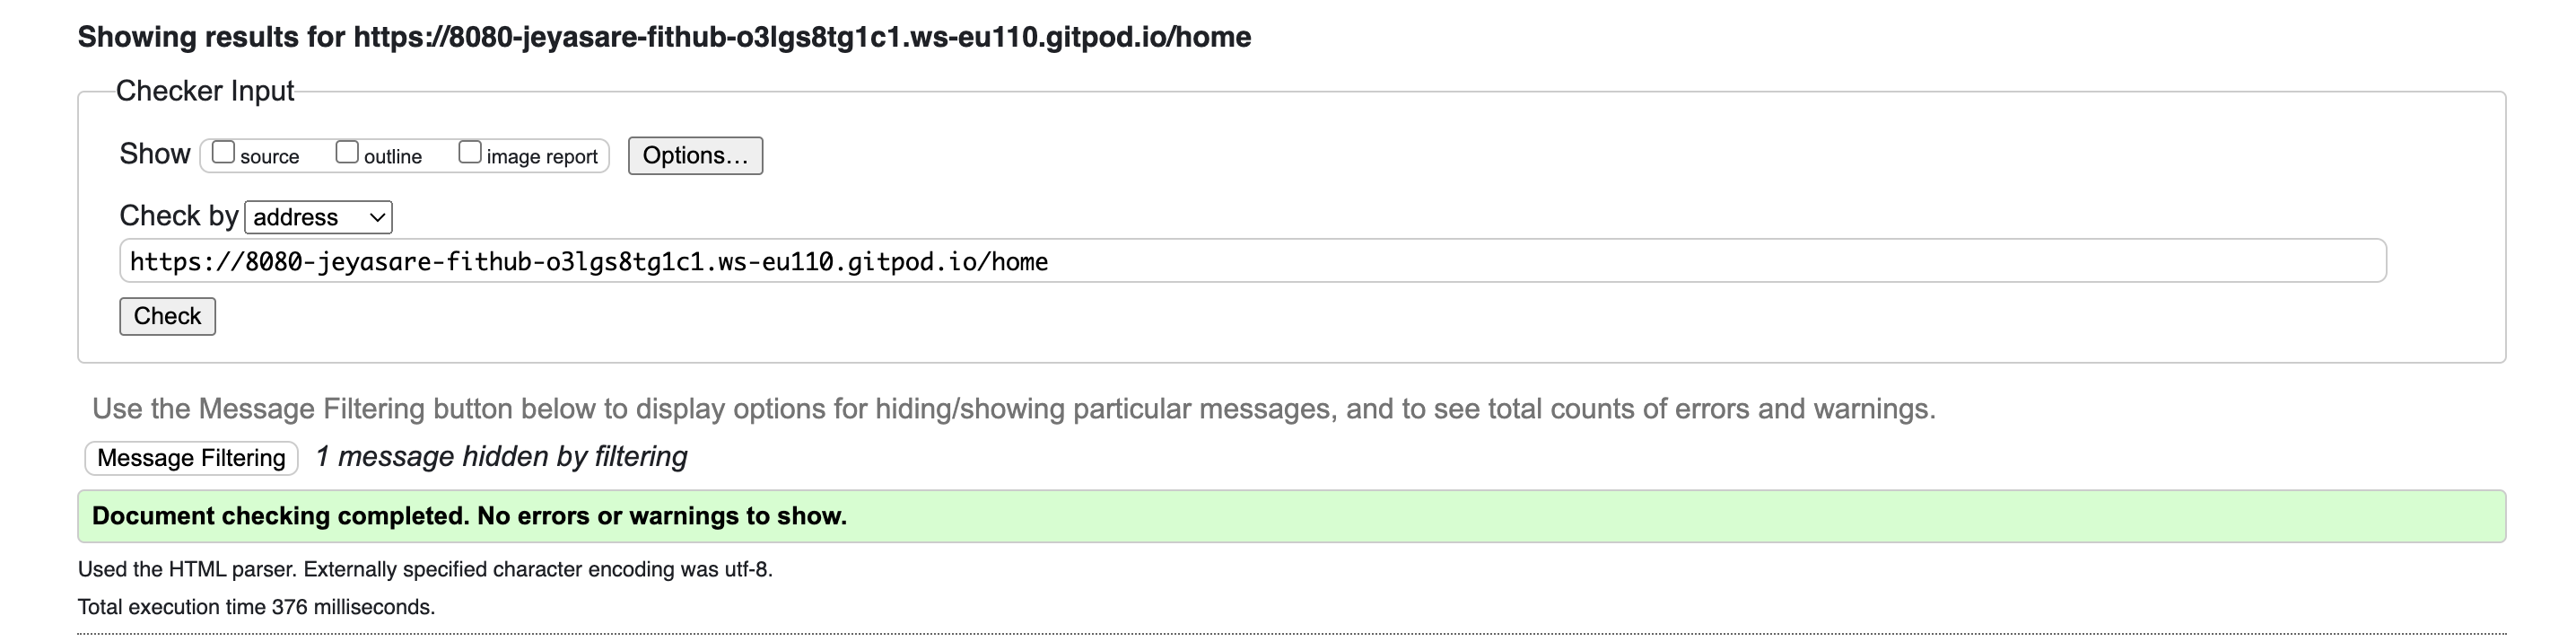 Showing results for https://8080-jeyasare-fithub-o3lgs8tg1c1.ws-eu110.gitpod.io/home
Checker Input
Show source outline image report Options...
Check by address
https://8080-jeyasare-fithub-o3lgs8tg1c1.ws-eu110.gitpod.io/home
Check
Use the Message Filtering button below to display options for hiding/showing particular messages, and to see total counts of errors and warnings.
Message Filtering 1 message hidden by filtering
Document checking completed. No errors or warnings to show.
Used the HTML parser. Externally specified character encoding was utf-8.
Total execution time 376 milliseconds.